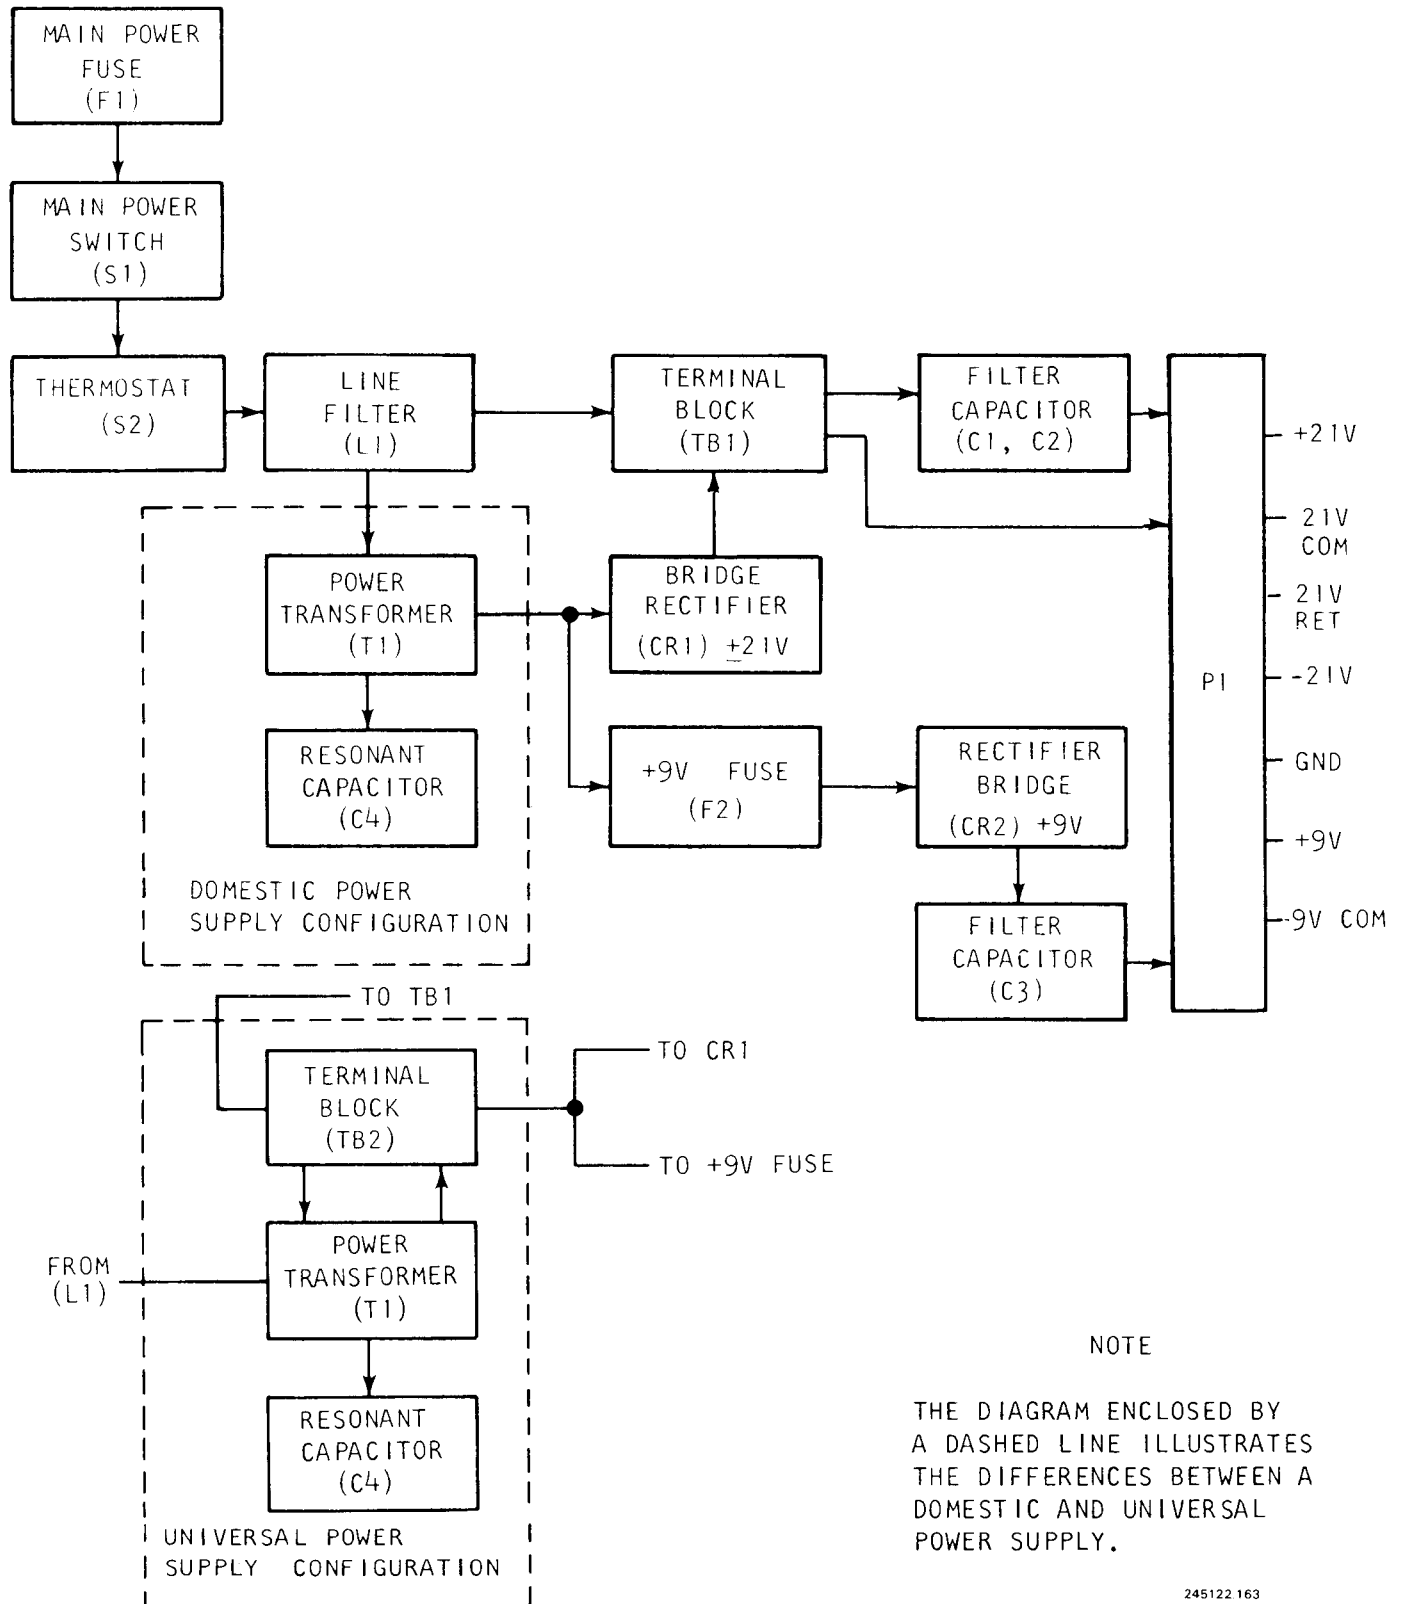 MAIN POWER
FUSE
(F1)
MAIN POWER
SWITCH
(S1)
THERMOSTAT
(S2)
LINE
FILTER
(L1)
TERMINAL
BLOCK
(TB1)
FILTER
CAPACITOR
(C1, C2)
POWER
TRANSFORMER
(T1)
BRIDGE
RECTIFIER
(CR1) ±21V
RESONANT
CAPACITOR
(C4)
+9V FUSE
(F2)
RECTIFIER
BRIDGE
(CR2) +9V
FILTER
CAPACITOR
(C3)
P1
+21V
21V
COM
21V
RET
-21V
GND
+9V
-9V COM
DOMESTIC POWER
SUPPLY CONFIGURATION
TO TB1
TERMINAL
BLOCK
(TB2)
TO CR1
TO +9V FUSE
FROM
(L1)
POWER
TRANSFORMER
(T1)
RESONANT
CAPACITOR
(C4)
UNIVERSAL POWER
SUPPLY CONFIGURATION
NOTE
THE DIAGRAM ENCLOSED BY
A DASHED LINE ILLUSTRATES
THE DIFFERENCES BETWEEN A
DOMESTIC AND UNIVERSAL
POWER SUPPLY.
245122.163